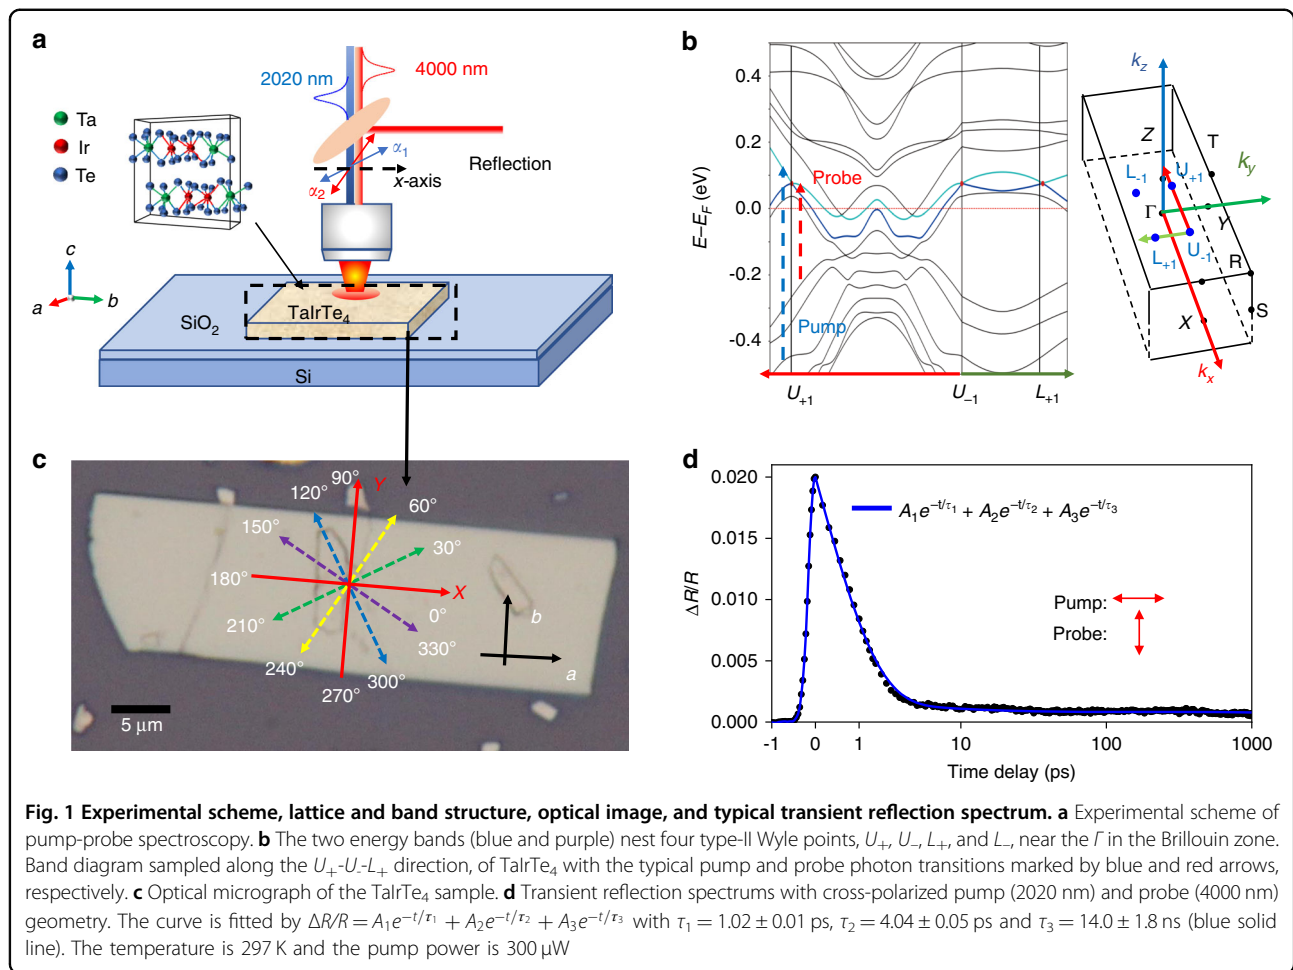 a
2020 nm
4000 nm
Ta
Ir
Te
α1
α2
x-axis
Reflection
c
a
b
SiO2
TaIrTe4
Si
b
E–EF (eV)
0.4
0.2
0.0
-0.2
-0.4
Probe
Pump
U+1
U–1
L+1
kz
Z
T
ky
L-1
U+1
Γ
Y
L+1
U-1
R
X
S
kx
c
90°
Y
120°
60°
150°
30°
180°
X
0°
210°
330°
240°
300°
270°
b
a
5 μm
d
ΔR/R
0.020
0.015
0.010
0.005
0.000
A1e−t/τ1 + A2e−t/τ2 + A3e−t/τ3
Pump:
Probe:
-1 0 1 10 100 1000
Time delay (ps)
Fig. 1 Experimental scheme, lattice and band structure, optical image, and typical transient reflection spectrum. a Experimental scheme of
pump-probe spectroscopy. b The two energy bands (blue and purple) nest four type-II Wyle points, U+, U–, L+, and L–, near the Γ in the Brillouin zone.
Band diagram sampled along the U+-U--L+ direction, of TaIrTe4 with the typical pump and probe photon transitions marked by blue and red arrows,
respectively. c Optical micrograph of the TaIrTe4 sample. d Transient reflection spectrums with cross-polarized pump (2020 nm) and probe (4000 nm)
geometry. The curve is fitted by ΔR/R = A1e−t/τ1 + A2e−t/τ2 + A3e−t/τ3 with τ1 = 1.02 ± 0.01 ps, τ2 = 4.04 ± 0.05 ps and τ3 = 14.0 ± 1.8 ns (blue solid
line). The temperature is 297 K and the pump power is 300 μW